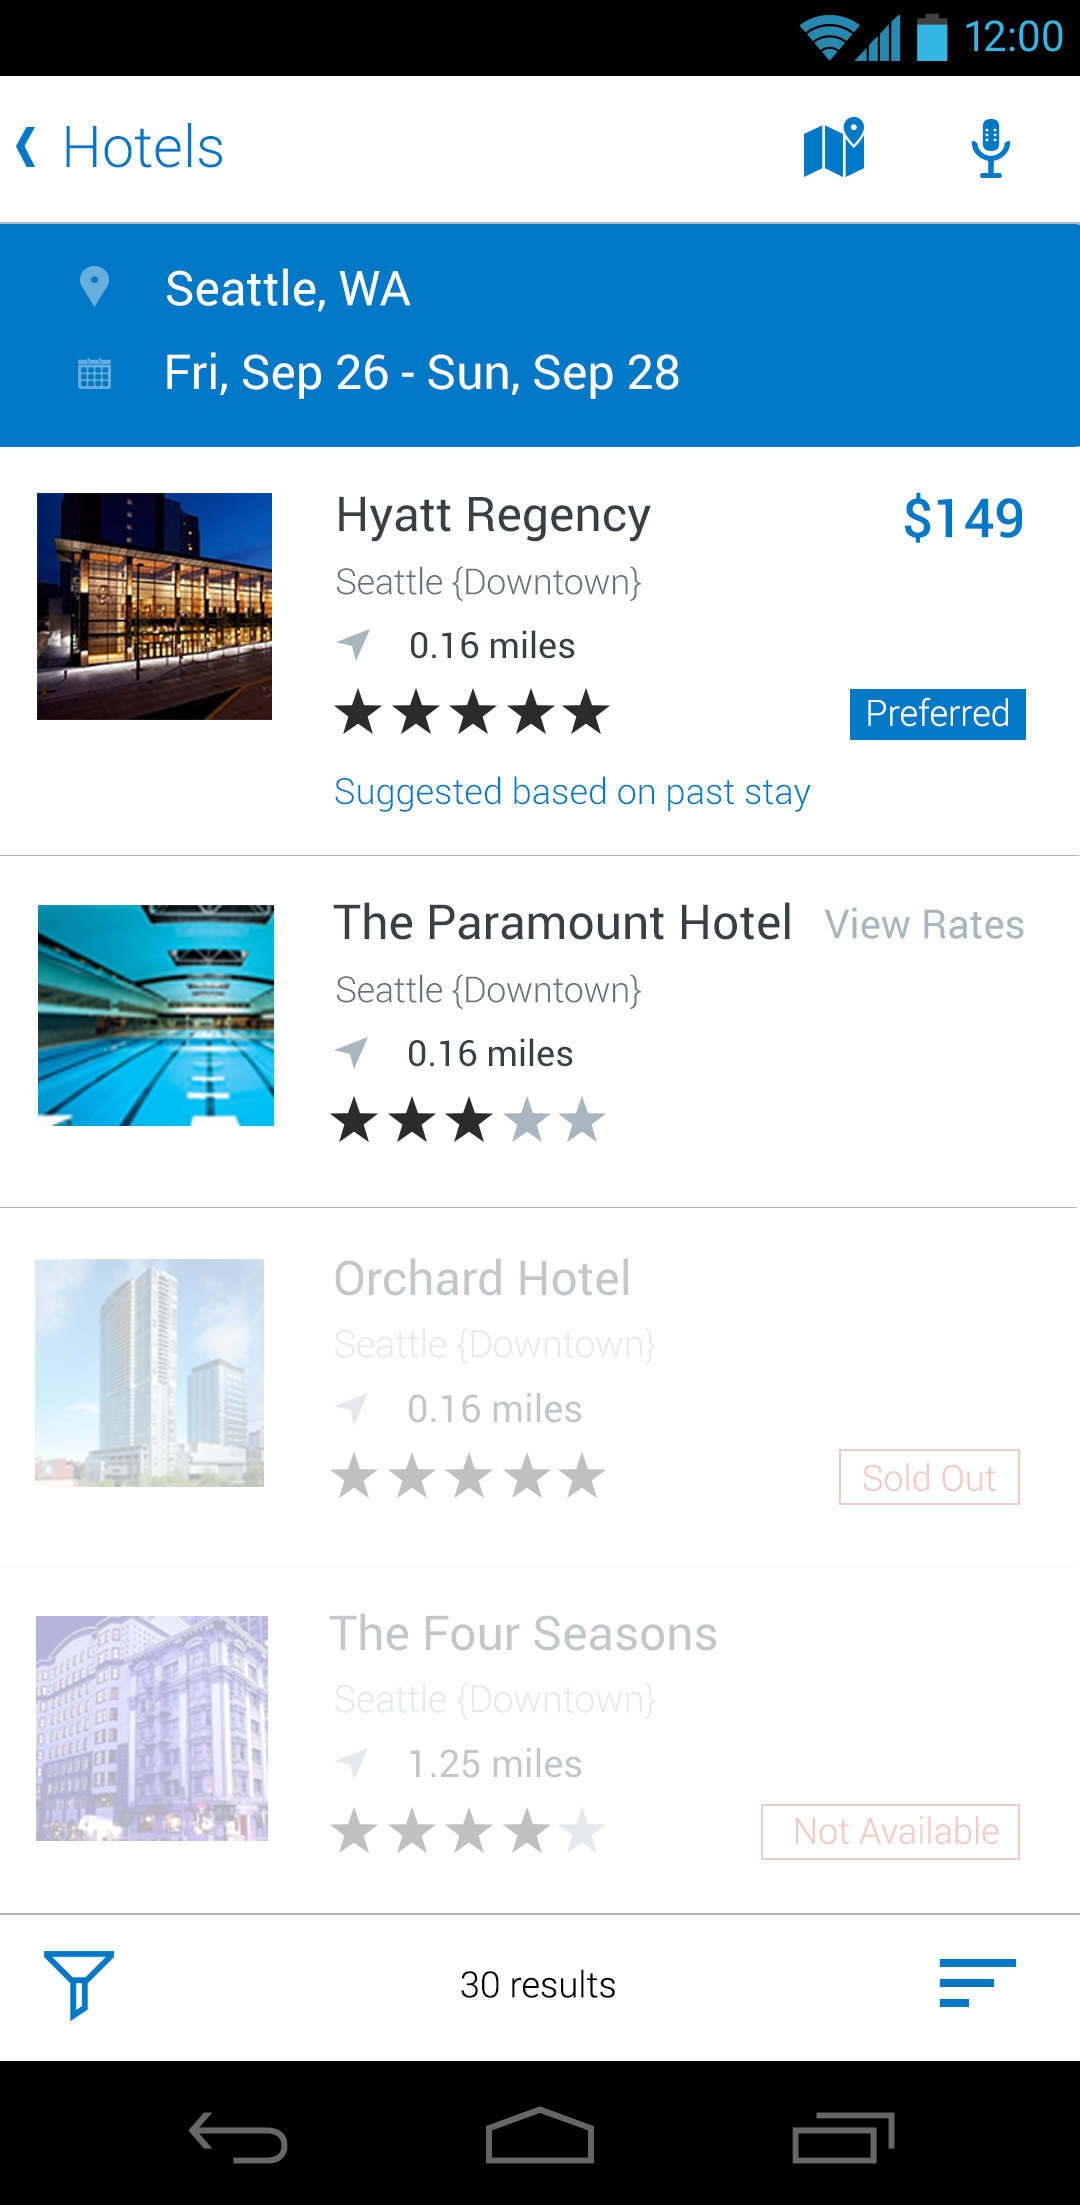 12:00
Hotels
Seattle, WA
Fri, Sep 26 - Sun, Sep 28
Hyatt Regency
$149
Seattle {Downtown}
0.16 miles
Preferred
Suggested based on past stay
The Paramount Hotel
View Rates
Seattle {Downtown}
0.16 miles
Orchard Hotel
Seattle {Downtown}
0.16 miles
Sold Out
The Four Seasons
Seattle {Downtown}
1.25 miles
Not Available
30 results